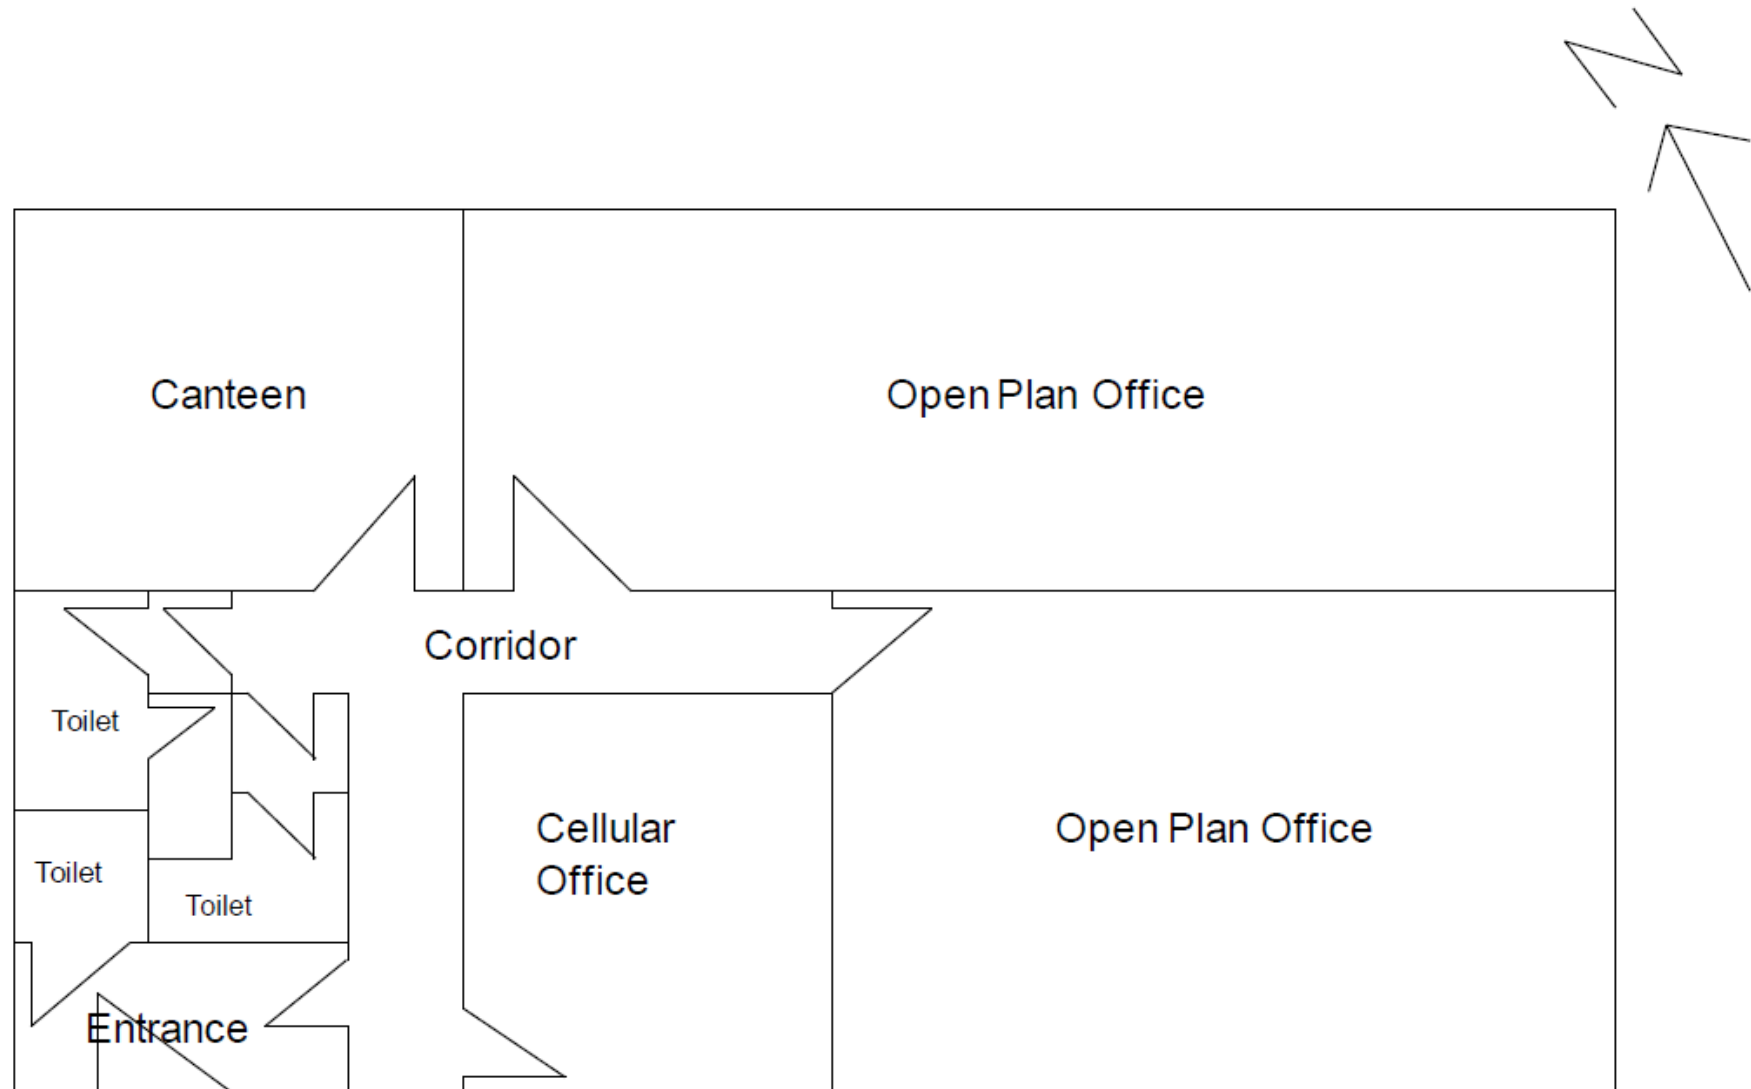 N
Canteen
Open Plan Office
Corridor
Toilet
Cellular
Office
Open Plan Office
Toilet
Toilet
Entrance